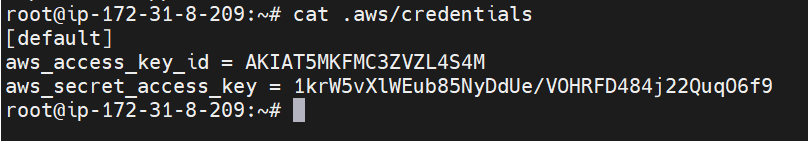 root@ip-172-31-8-209:~# cat .aws/credentials
[default]
aws_access_key_id = AKIAT5MKFMC3ZVZL4S4M
aws_secret_access_key = 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
root@ip-172-31-8-209:~#